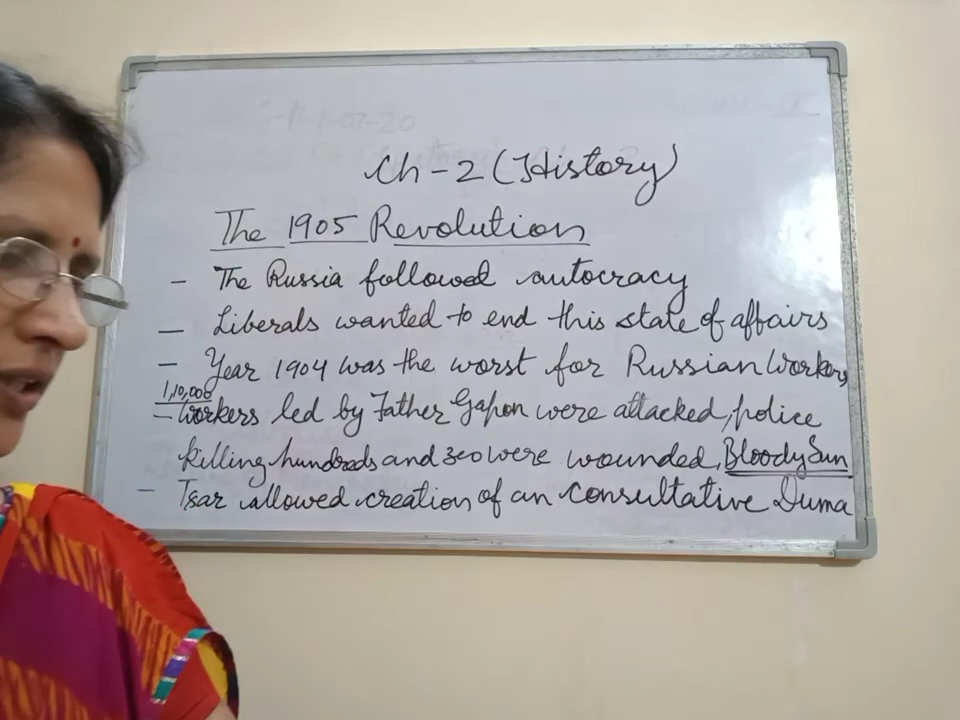 Ch-2 (History)
The 1905 Revolution
- The Russia followed autocracy
- Liberals wanted to end this state of affairs
- Year 1904 was the worst for Russian Workers
1,10,000
- Workers led by Father Gapon were attacked, police
killing hundreds and 300 were wounded, Bloody Sun
- Tsar allowed creation of an consultative Duma